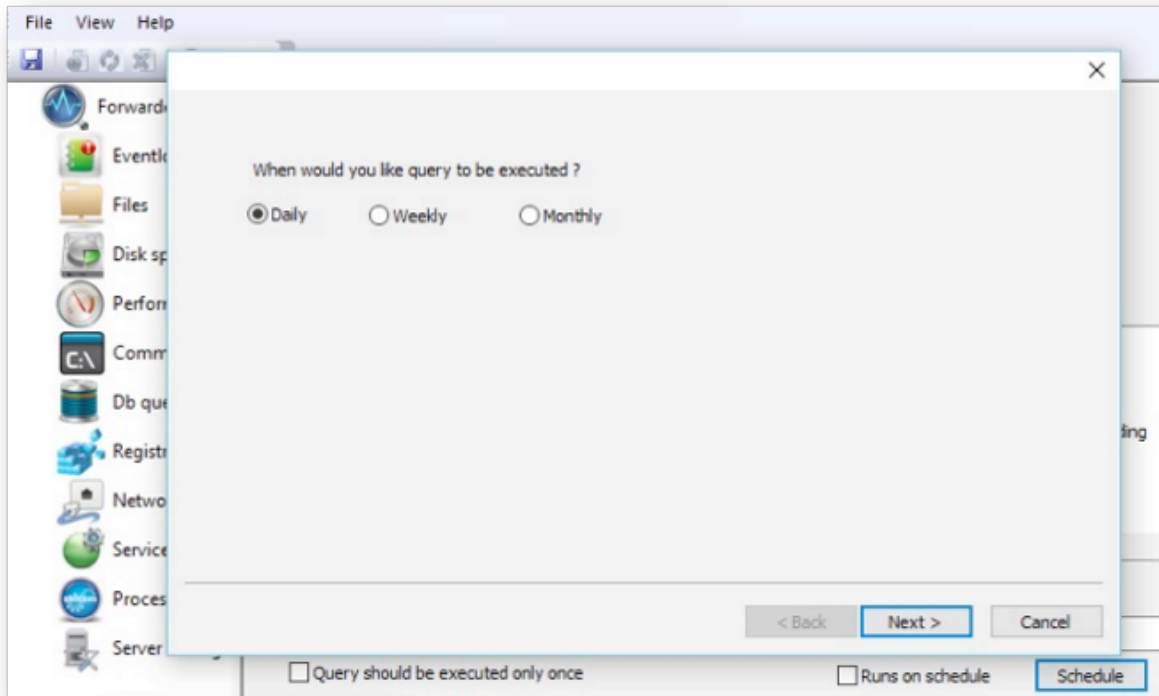 File View Help
Forward
Files
Disk sp
Perfor
Comm
C:\
Db que
Registr
Netwo
Service
Proces
Server
When would you like query to be executed ?
Daily Weekly Monthly
ding
< Back Next > Cancel
Query should be executed only once Runs on schedule Schedule